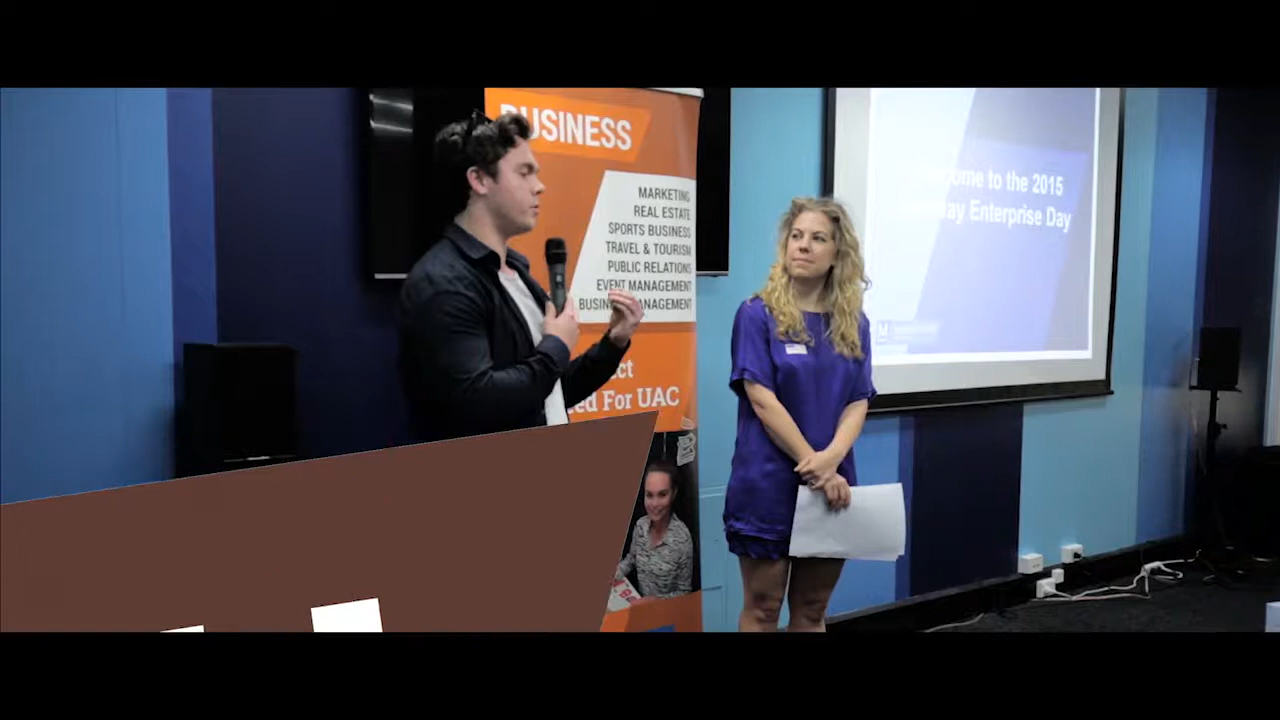 BUSINESS
MARKETING
REAL ESTATE
SPORTS BUSINESS
TRAVEL & TOURISM
PUBLIC RELATIONS
EVENT MANAGEMENT
BUSINESS MANAGEMENT
For UAC
to the 2015
Enterprise Day